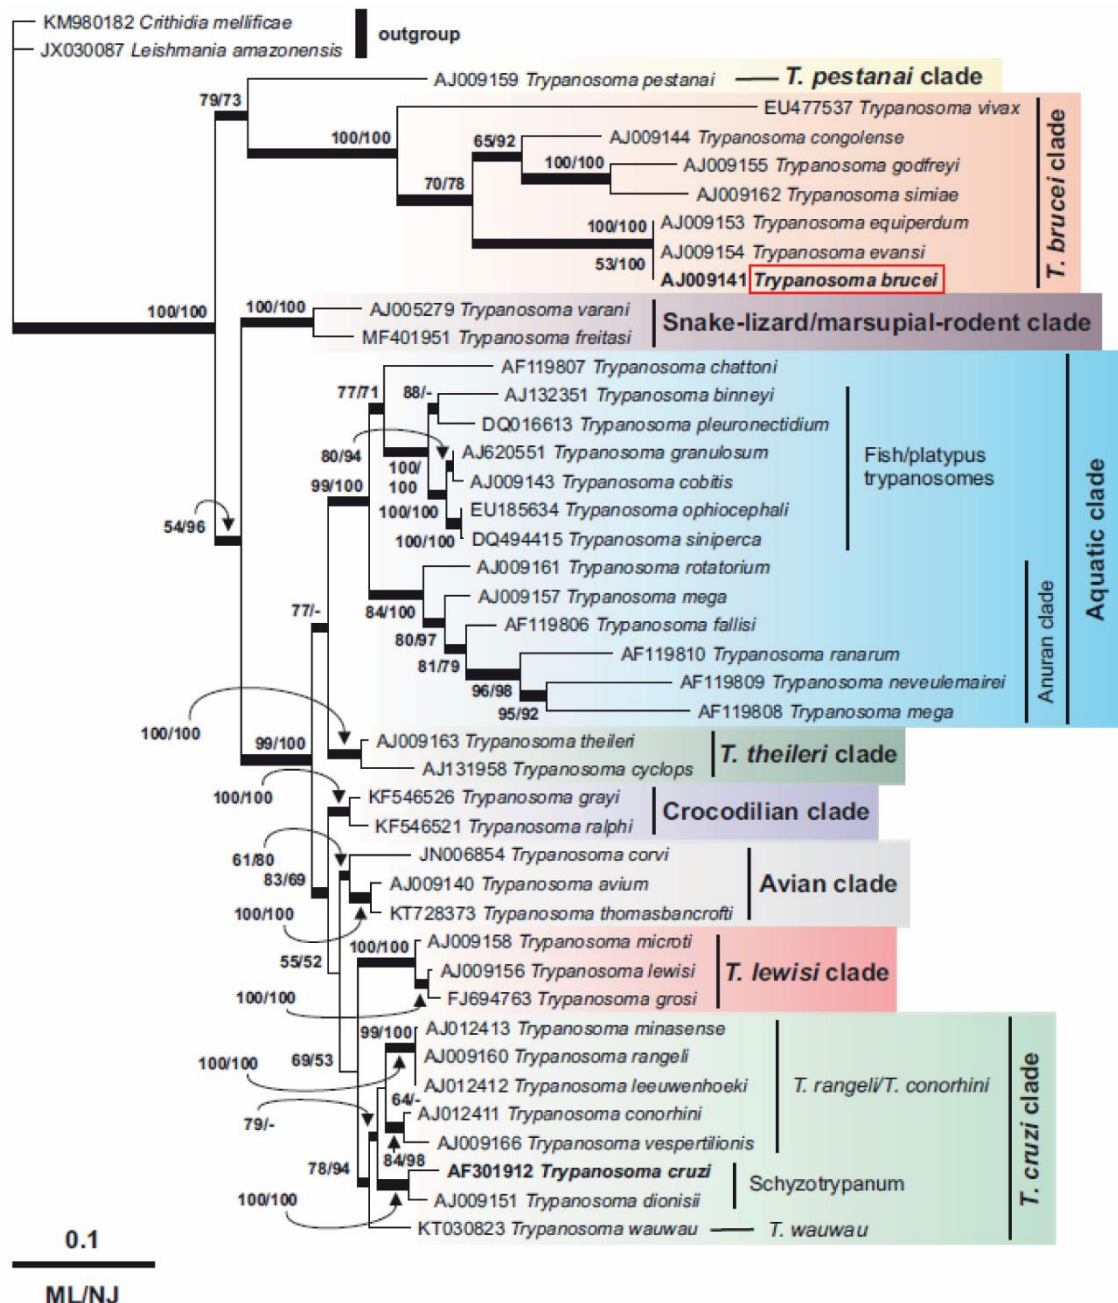 KM980182 Crithidia mellificae
JX030087 Leishmania amazonensis
outgroup
AJ009159 Trypanosoma pestanai
T. pestanai clade
79/73
EU477537 Trypanosoma vivax
100/100
65/92
AJ009144 Trypanosoma congolense
100/100
AJ009155 Trypanosoma godfreyi
70/78
AJ009162 Trypanosoma simiae
100/100
AJ009153 Trypanosoma equiperdum
AJ009154 Trypanosoma evansi
53/100
AJ009141 Trypanosoma brucei
T. brucei clade
100/100
100/100
AJ005279 Trypanosoma varani
MF401951 Trypanosoma freitasi
Snake-lizard/marsupial-rodent clade
AF119807 Trypanosoma chattoni
77/71
88/-
AJ132351 Trypanosoma binneyi
DQ016613 Trypanosoma pleuronectidium
80/94
AJ620551 Trypanosoma granulosum
Fish/platypus
trypanosomes
100/
100
AJ009143 Trypanosoma cobitis
99/100
100/100
EU185634 Trypanosoma ophiocephali
54/96
100/100
DQ494415 Trypanosoma siniperca
AJ009161 Trypanosoma rotatorium
77/-
84/100
AJ009157 Trypanosoma mega
80/97
AF119806 Trypanosoma fallisi
81/79
AF119810 Trypanosoma ranarum
96/98
AF119809 Trypanosoma neveulemairei
95/92
AF119808 Trypanosoma mega
Anuran clade
Aquatic clade
100/100
99/100
AJ009163 Trypanosoma theileri
AJ131958 Trypanosoma cyclops
T. theileri clade
100/100
KF546526 Trypanosoma grayi
KF546521 Trypanosoma ralphi
Crocodilian clade
61/80
83/69
JN006854 Trypanosoma corvi
AJ009140 Trypanosoma avium
KT728373 Trypanosoma thomasbancrofti
Avian clade
100/100
55/52
100/100
AJ009158 Trypanosoma microti
AJ009156 Trypanosoma lewisi
FJ694763 Trypanosoma grosi
T. lewisi clade
100/100
99/100
AJ012413 Trypanosoma minasense
69/53
100/100
AJ009160 Trypanosoma rangeli
AJ012412 Trypanosoma leeuwenhoeki
T. rangeli/T. conorhini
64/-
AJ012411 Trypanosoma conorhini
79/-
AJ009166 Trypanosoma vespertilionis
84/98
78/94
AF301912 Trypanosoma cruzi
AJ009151 Trypanosoma dionisii
Schyzotrypanum
100/100
KT030823 Trypanosoma wauwau
T. wauwau
T. cruzi clade
0.1
ML/NJ